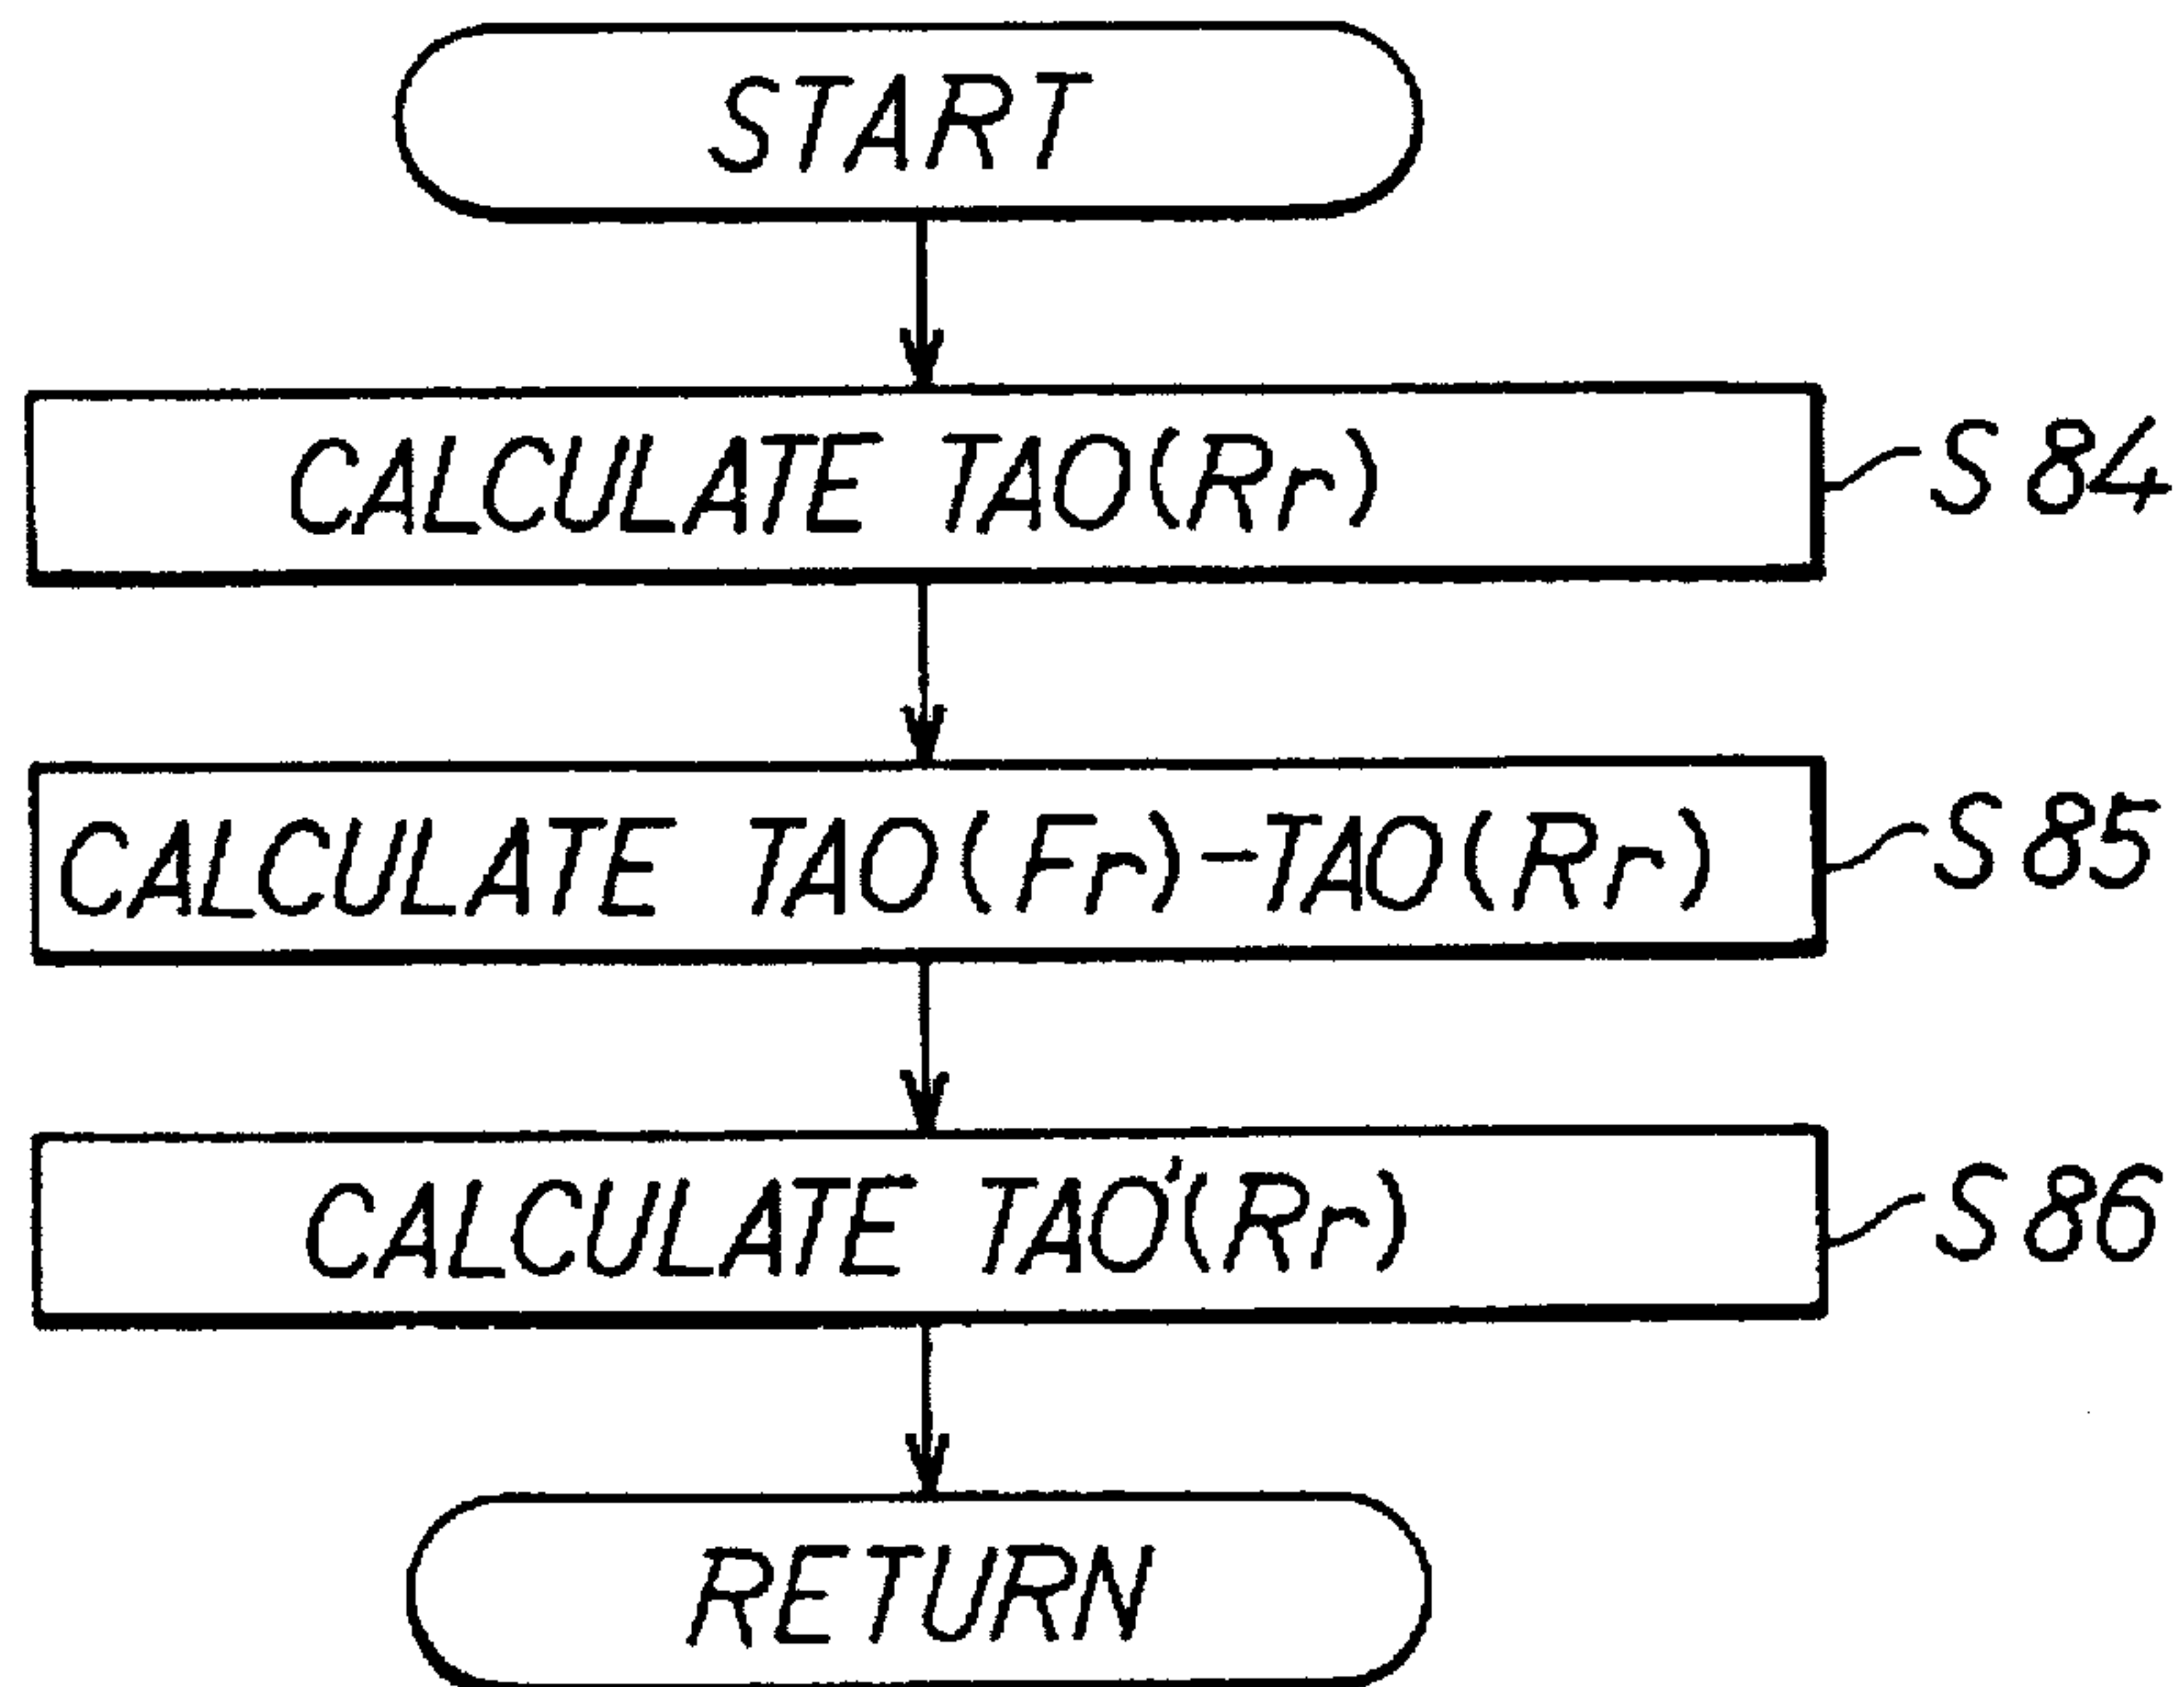 START
CALCULATE TAO(Rr)
S84
CALCULATE TAO(Fr)-TAO(Rr)
S85
CALCULATE TAO'(Rr)
S86
RETURN